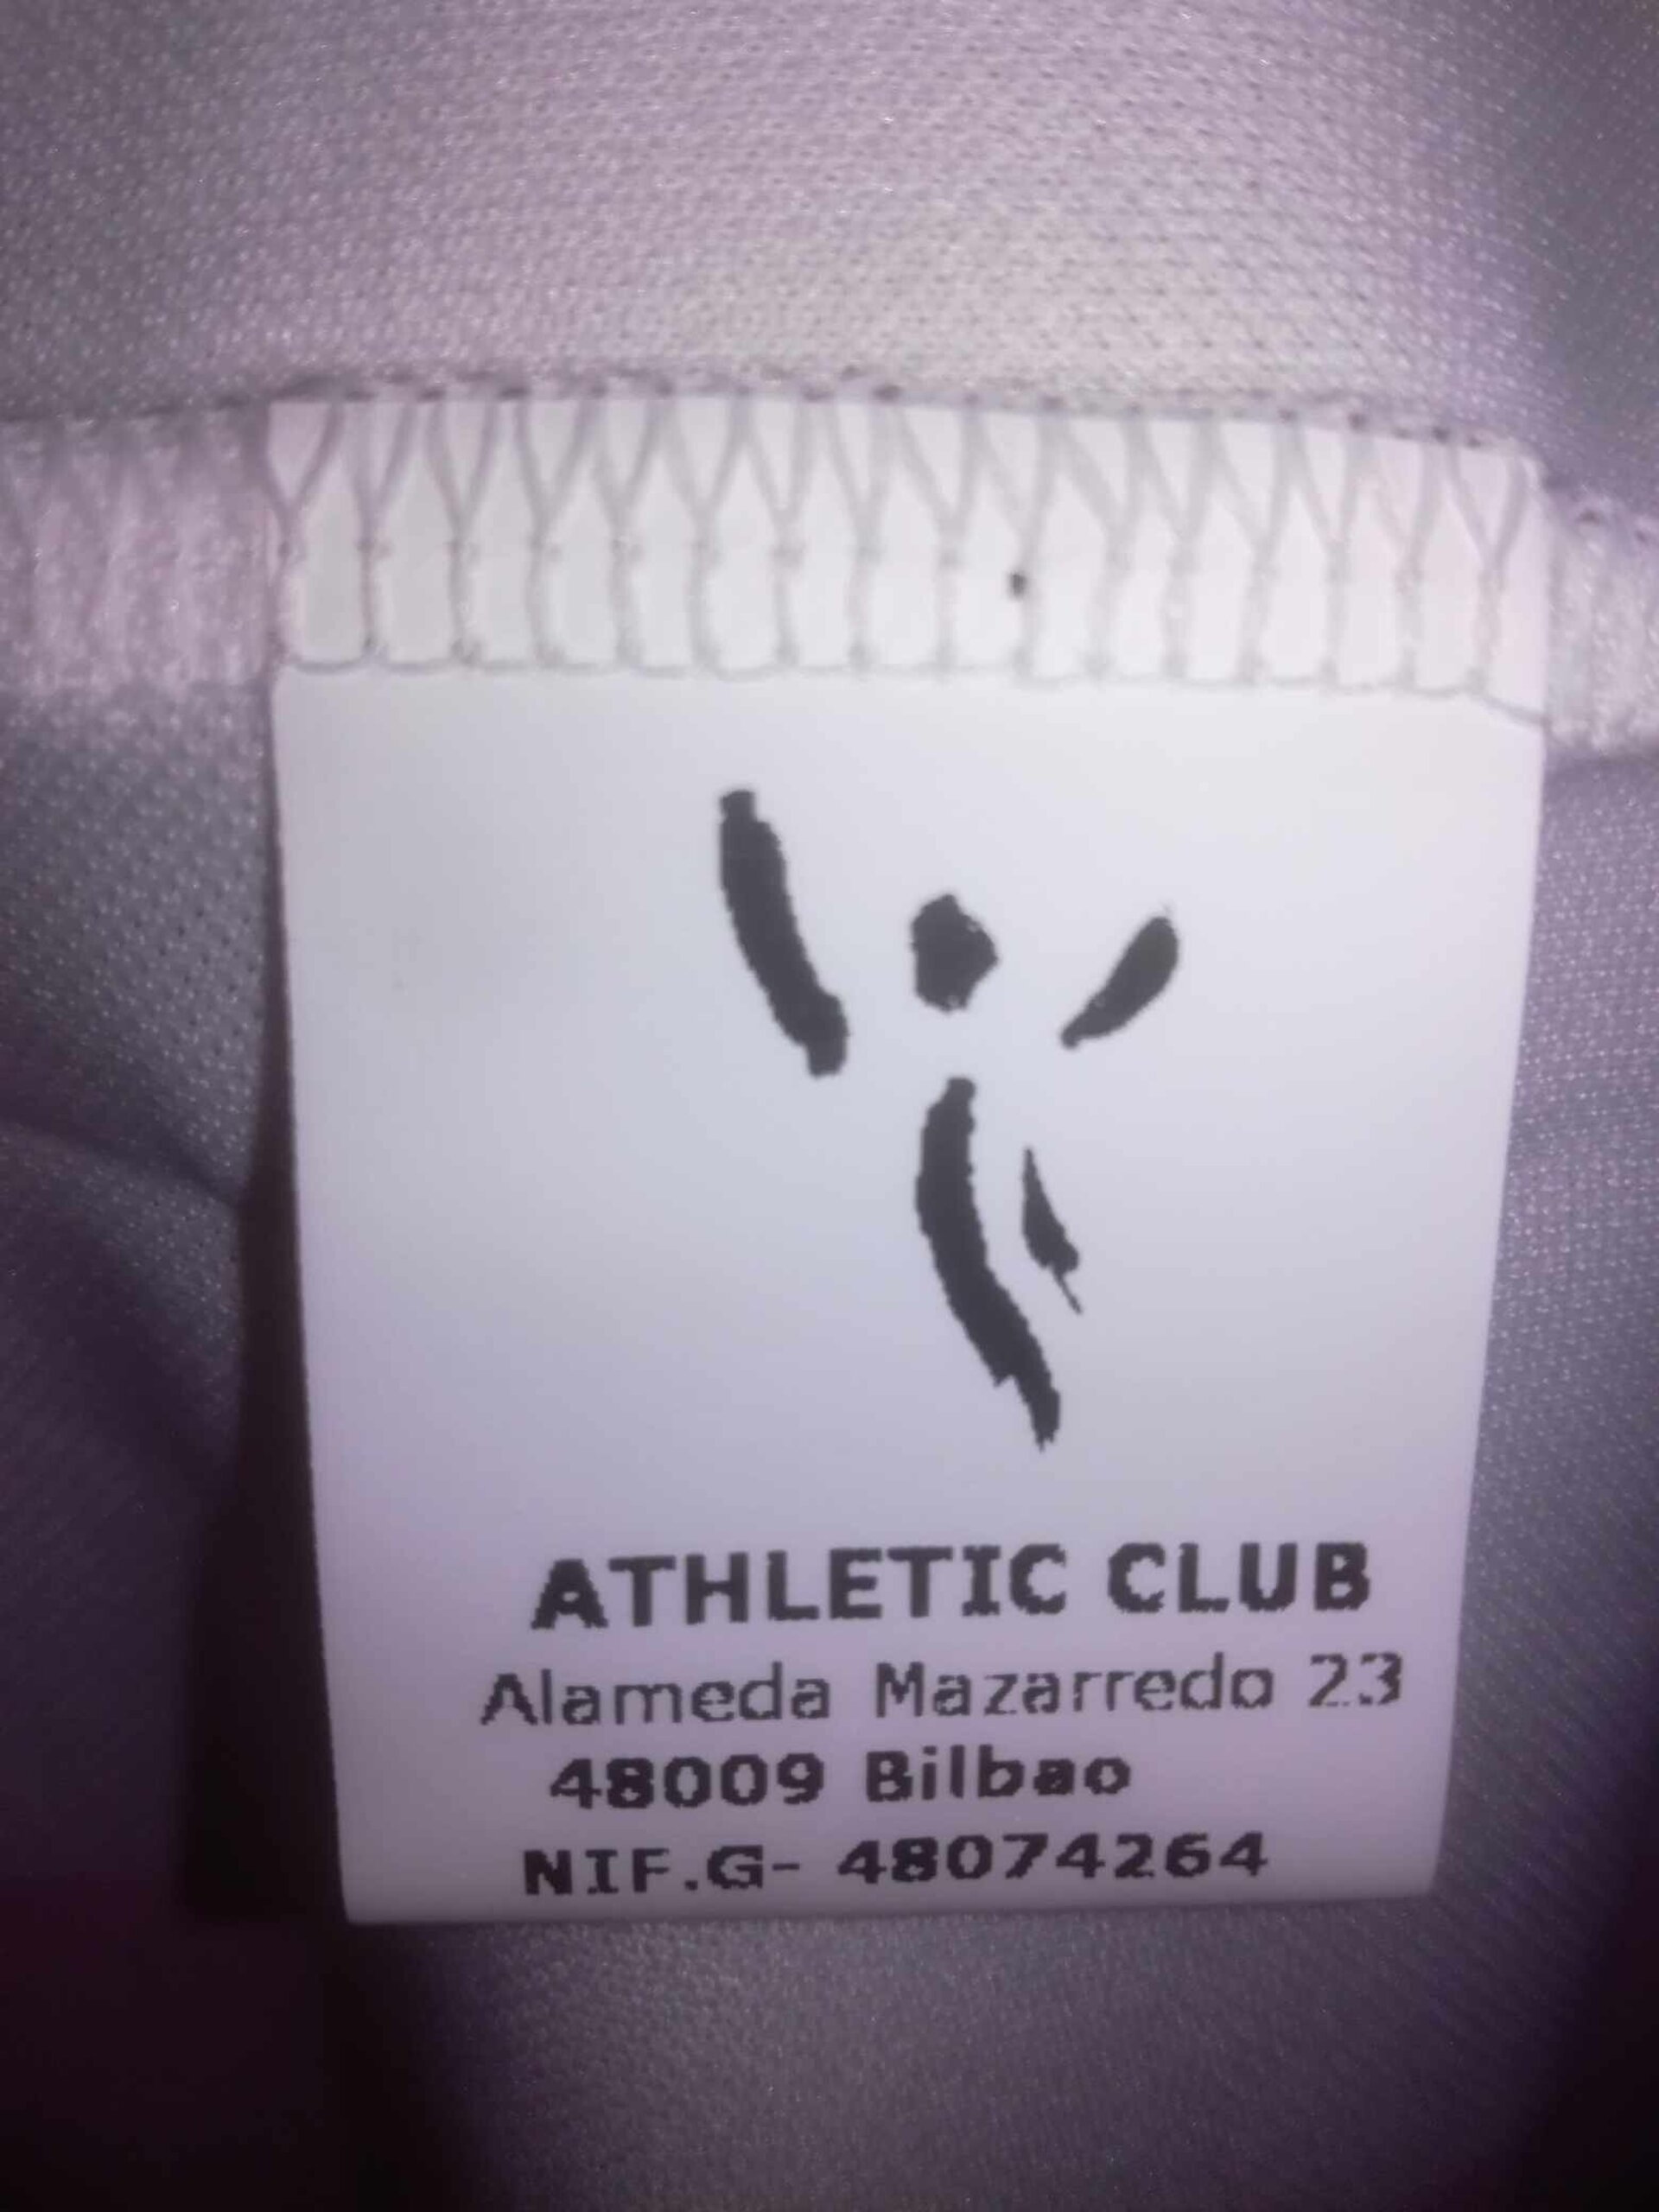 ATHLETIC CLUB
Alameda Mazarredo 23
48009 Bilbao
NIF.G- 48074264